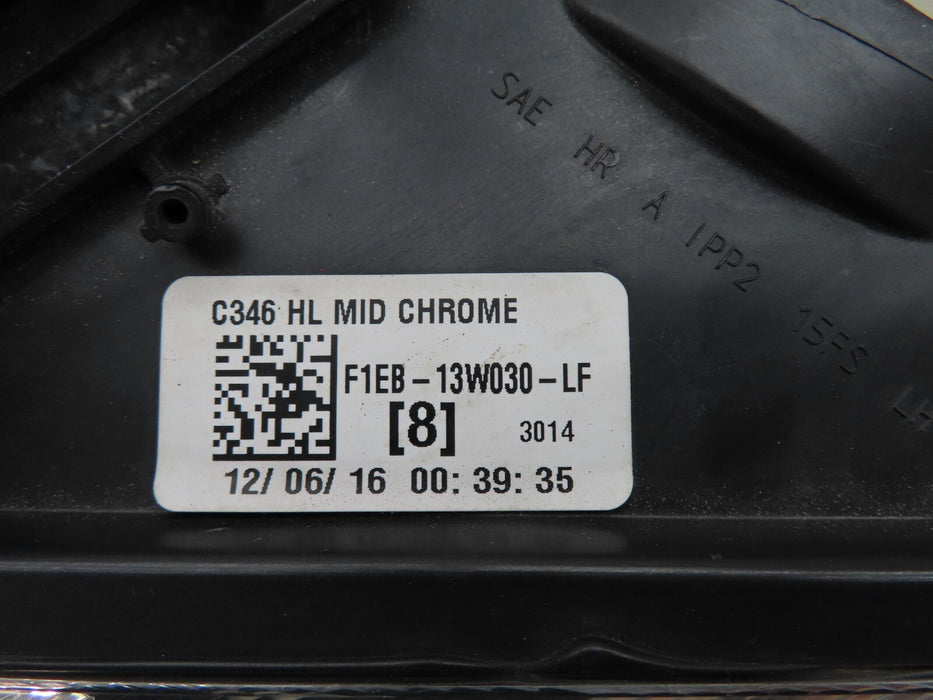 SAE HR A IPP2 15FS LH
C346 HL MID CHROME
F1EB-13W030-LF
[8] 3014
12/ 06/ 16 00: 39: 35